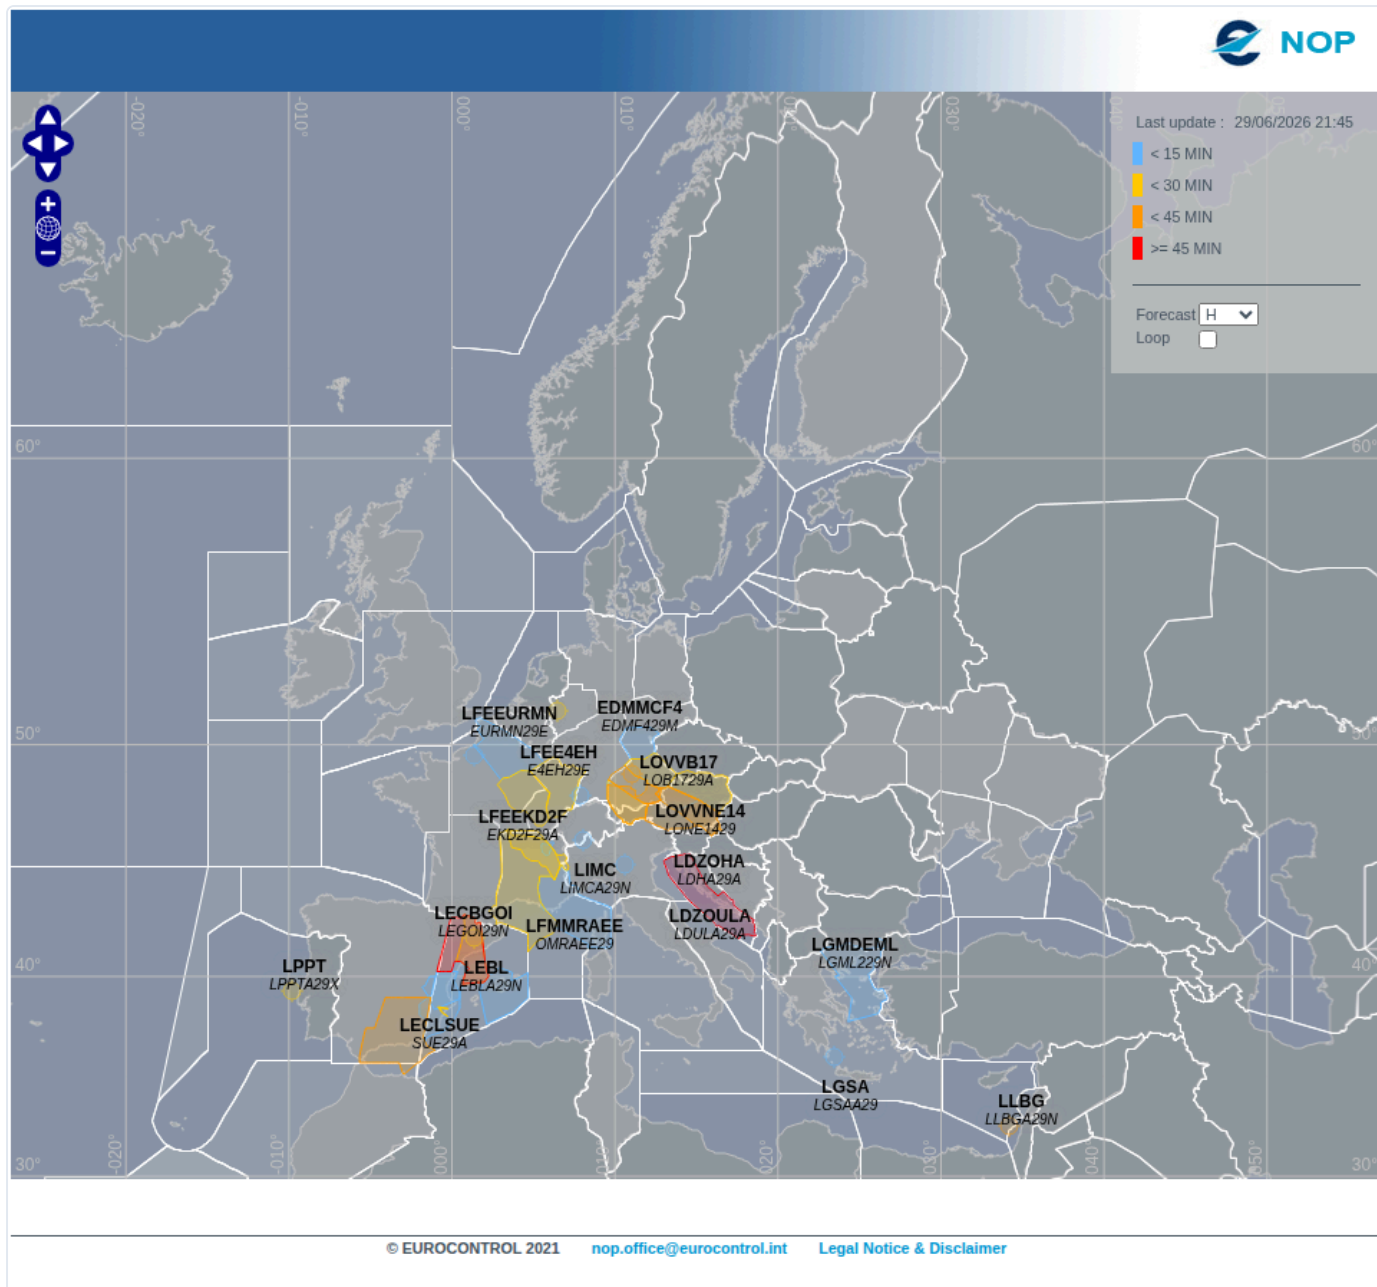 NOP
-020°
-010°
000°
010°
030°
040°
Last update : 29/06/2026 21:45
< 15 MIN
< 30 MIN
< 45 MIN
>= 45 MIN
Forecast H
Loop
60°
60°
50°
LFEEURMN
EURMN29E
EDMMCF4
EDMF429M
LFEE4EH
E4EH29E
LOVVB17
LOB1729A
LFEEKD2F
EKD2F29A
LOVVNE14
LONE1429
LIMC
LIMCA29N
LDZOHA
LDHA29A
LECBGOI
LEGOI29N
LFMMRAEE
OMRAEE29
LDZOULA
LDULA29A
LGMDEML
LGML229N
LPPT
LPPTA29X
LEBL
LEBLA29N
40°
40
LECLSUE
SUE29A
LGSA
LGSAA29
LLBG
LLBGA29N
30°
-020°
-010°
000°
010
020°
030°
040°
050°
30°
© EUROCONTROL 2021 nop.office@eurocontrol.int Legal Notice & Disclaimer